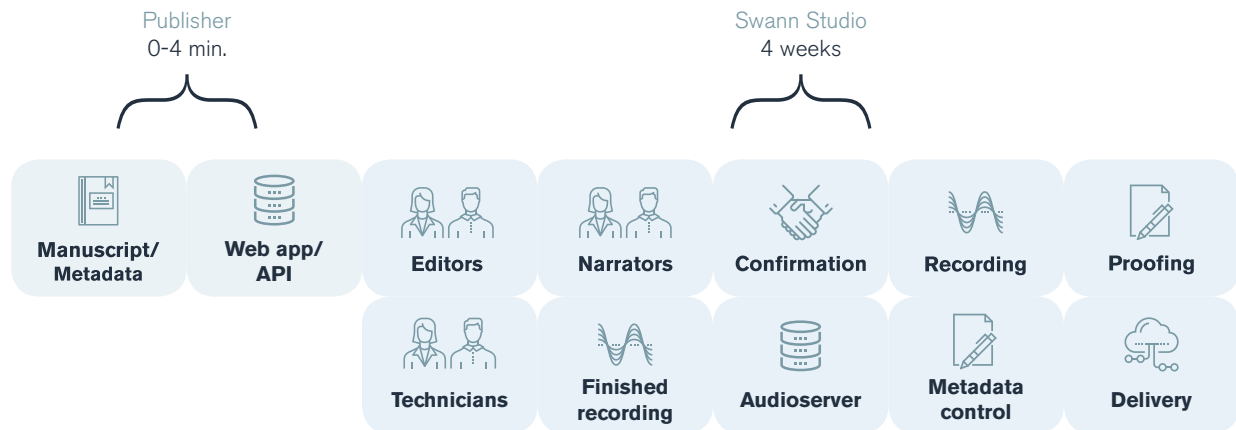 Publisher
0-4 min.
Swann Studio
4 weeks
Manuscript/
Metadata
Web app/
API
Editors
Narrators
Confirmation
Recording
Proofing
Technicians
Finished
recording
Audioserver
Metadata
control
Delivery